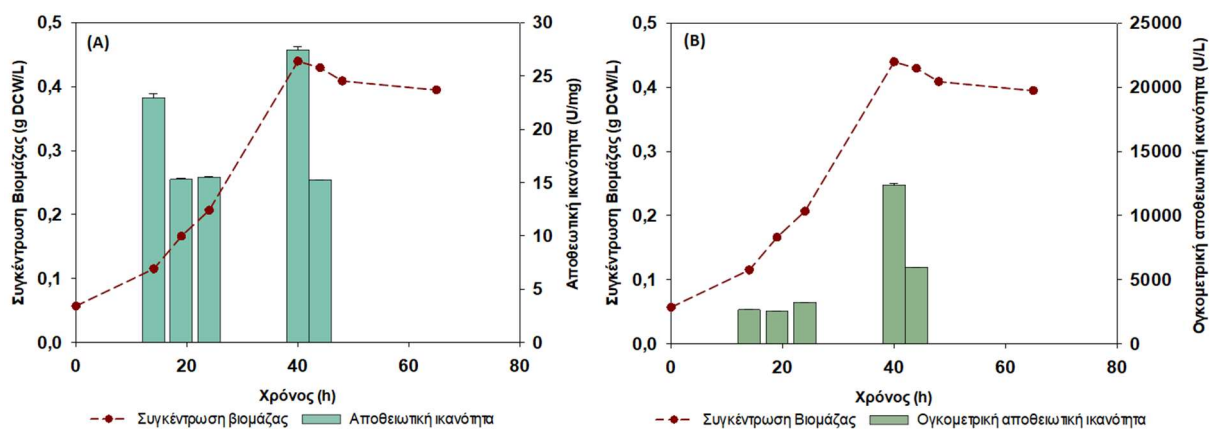 (A)
Συγκέντρωση Βιομάζας (g DCW/L)
0,5
0,4
0,3
0,2
0,1
0,0
30
25
20
15
10
5
0
Αποθειωτική ικανότητα (U/mg)
0 20 40 60 80
Χρόνος (h)
Συγκέντρωση βιομάζας Αποθειωτική ικανότητα
(B)
Συγκέντρωση Βιομάζας (g DCW/L)
0,5
0,4
0,3
0,2
0,1
0,0
25000
20000
15000
10000
5000
0
Ογκομετρική αποθειωτική ικανότητα (U/L)
0 20 40 60 80
Χρόνος (h)
Συγκέντρωση Βιομάζας Ογκομετρική αποθειωτική ικανότητα